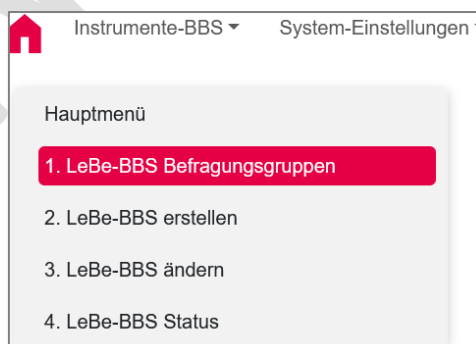 Instrumente-BBS System-Einstellungen
Hauptmenü
1. LeBe-BBS Befragungsgruppen
2. LeBe-BBS erstellen
3. LeBe-BBS ändern
4. LeBe-BBS Status